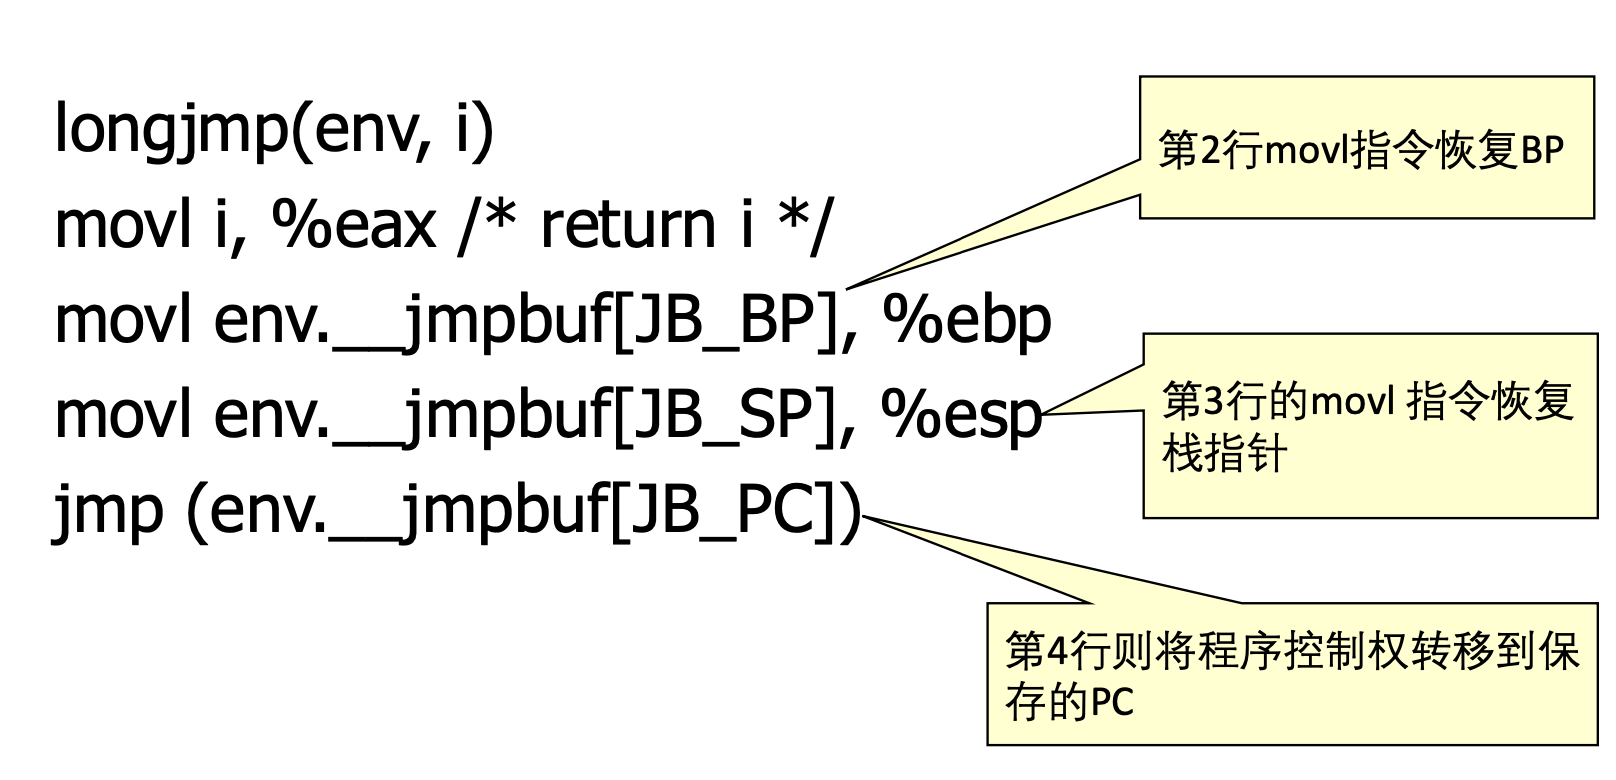 longjmp(env, i)
第2行movl指令恢复BP
movl i, %eax /* return i */
movl env.__jmpbuf[JB_BP], %ebp
第3行的movl 指令恢复
栈指针
movl env.__jmpbuf[JB_SP], %esp
jmp (env.__jmpbuf[JB_PC])
第4行则将程序控制权转移到保
存的PC